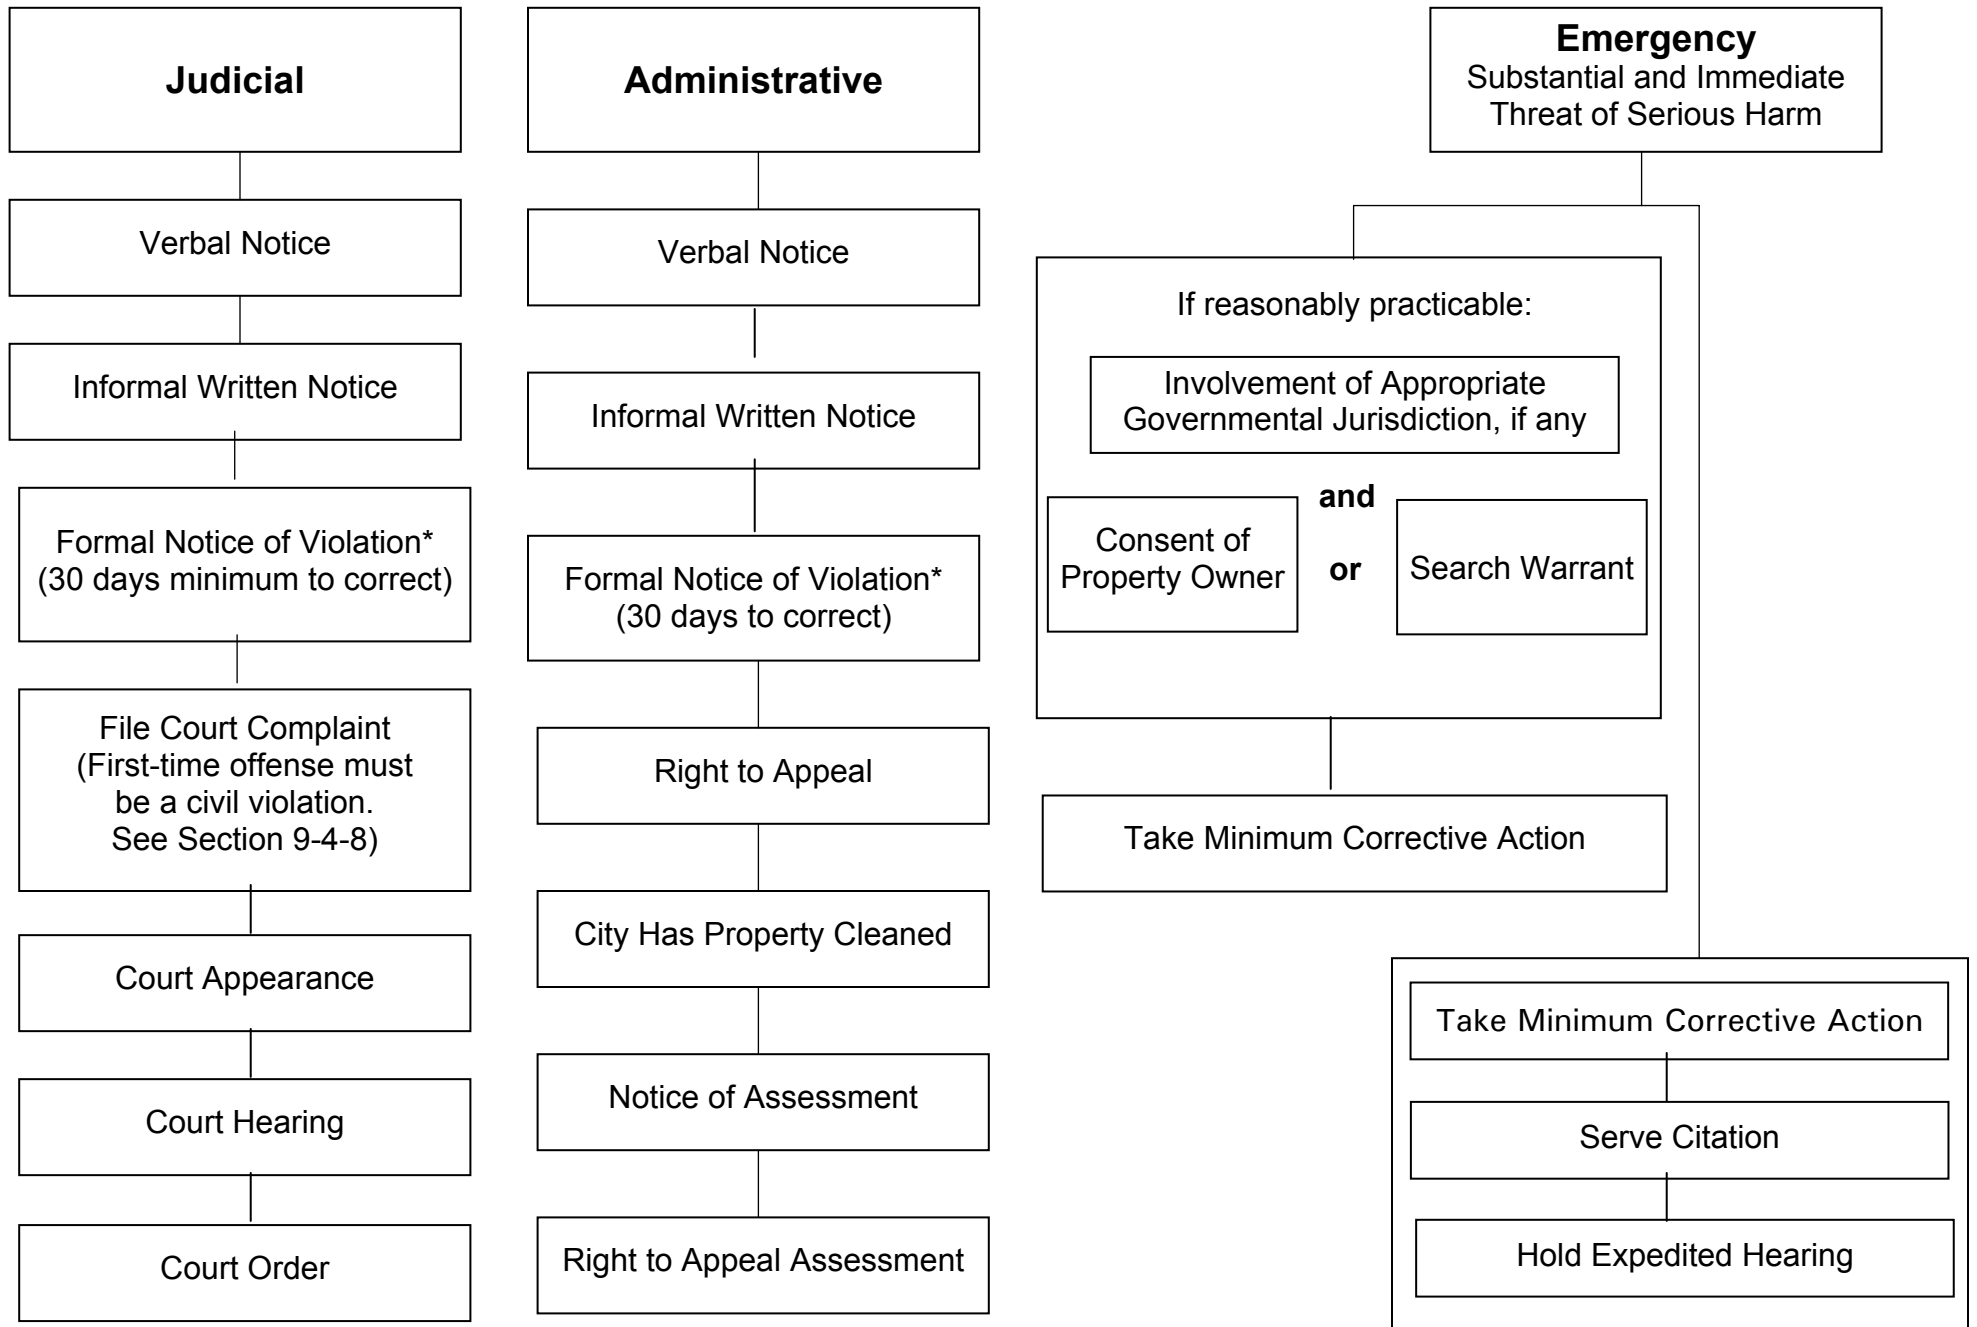 Judicial
Verbal Notice
Informal Written Notice
Formal Notice of Violation*
(30 days minimum to correct)
File Court Complaint
(First-time offense must
be a civil violation.
See Section 9-4-8)
Court Appearance
Court Hearing
Court Order
Administrative
Verbal Notice
Informal Written Notice
Formal Notice of Violation*
(30 days to correct)
Right to Appeal
City Has Property Cleaned
Notice of Assessment
Right to Appeal Assessment
Emergency
Substantial and Immediate
Threat of Serious Harm
If reasonably practicable:
Involvement of Appropriate
Governmental Jurisdiction, if any
and
Consent of
Property Owner
or
Search Warrant
Take Minimum Corrective Action
Take Minimum Corrective Action
Serve Citation
Hold Expedited Hearing